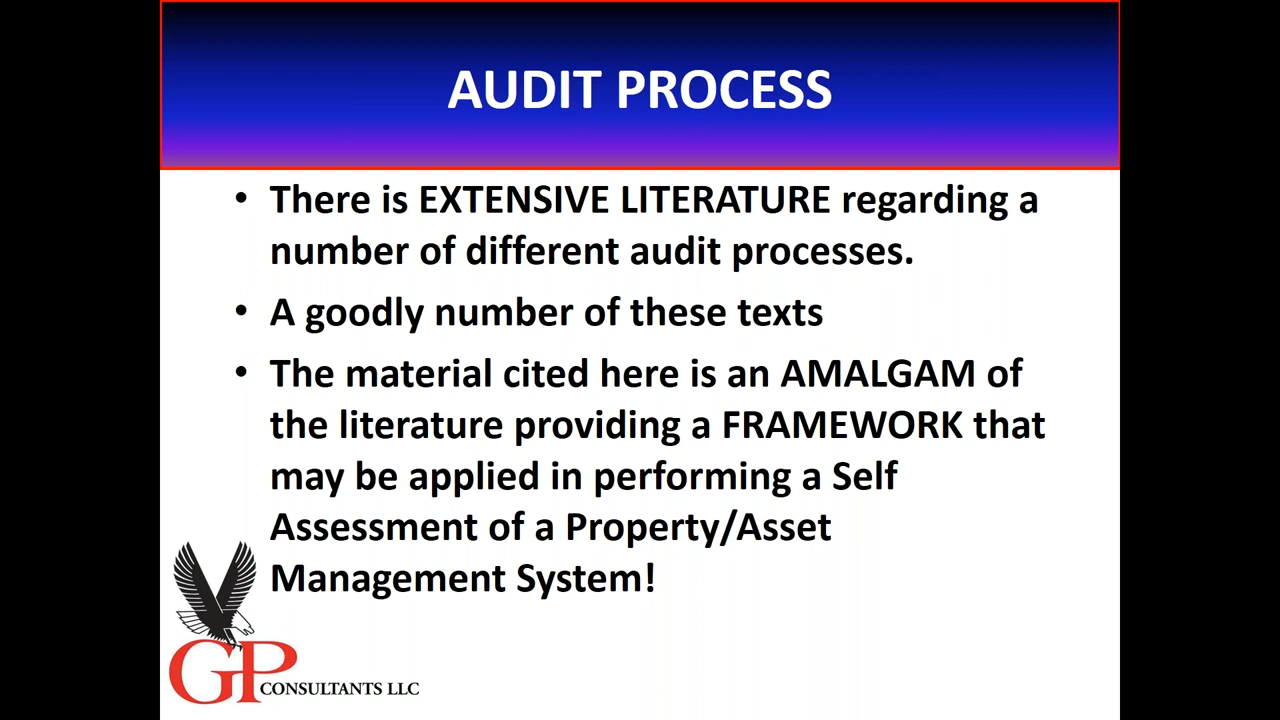 AUDIT PROCESS
• There is EXTENSIVE LITERATURE regarding a
number of different audit processes.
• A goodly number of these texts
• The material cited here is an AMALGAM of
the literature providing a FRAMEWORK that
may be applied in performing a Self
Assessment of a Property/Asset
Management System!
GP CONSULTANTS LLC